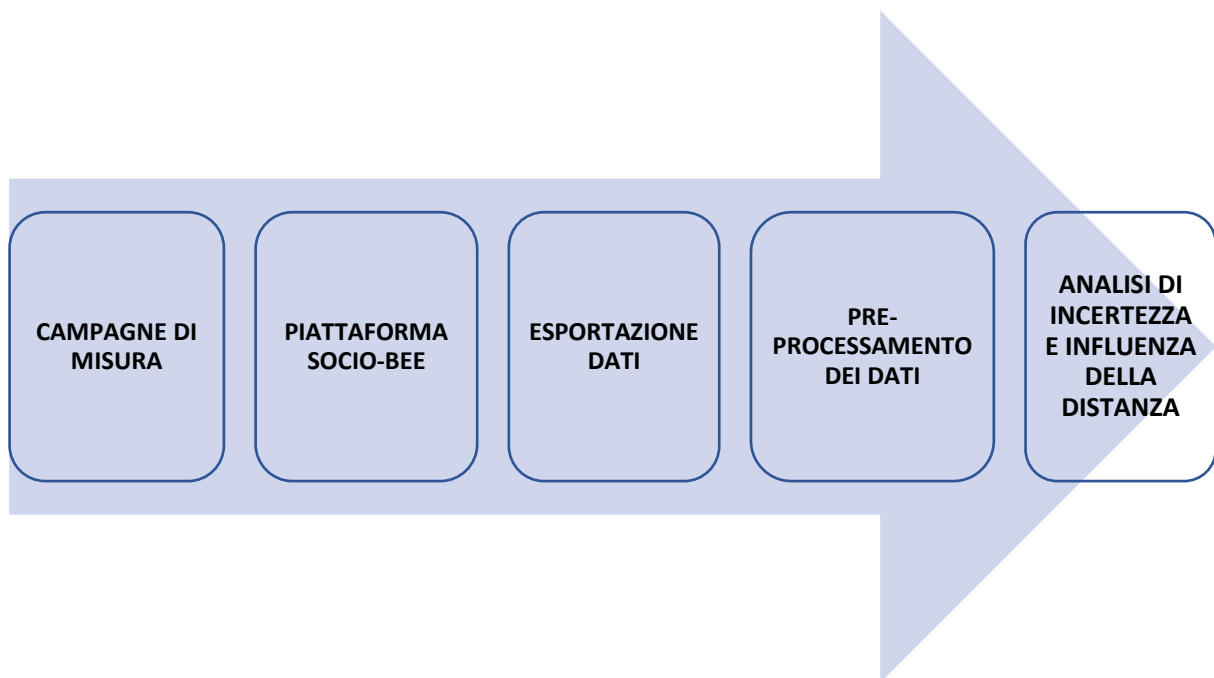 CAMPAGNE DI
MISURA
PIATTAFORMA
SOCIO-BEE
ESPORTAZIONE
DATI
PRE-
PROCESSAMENTO
DEI DATI
ANALISI DI
INCERTEZZA
E INFLUENZA
DELLA
DISTANZA